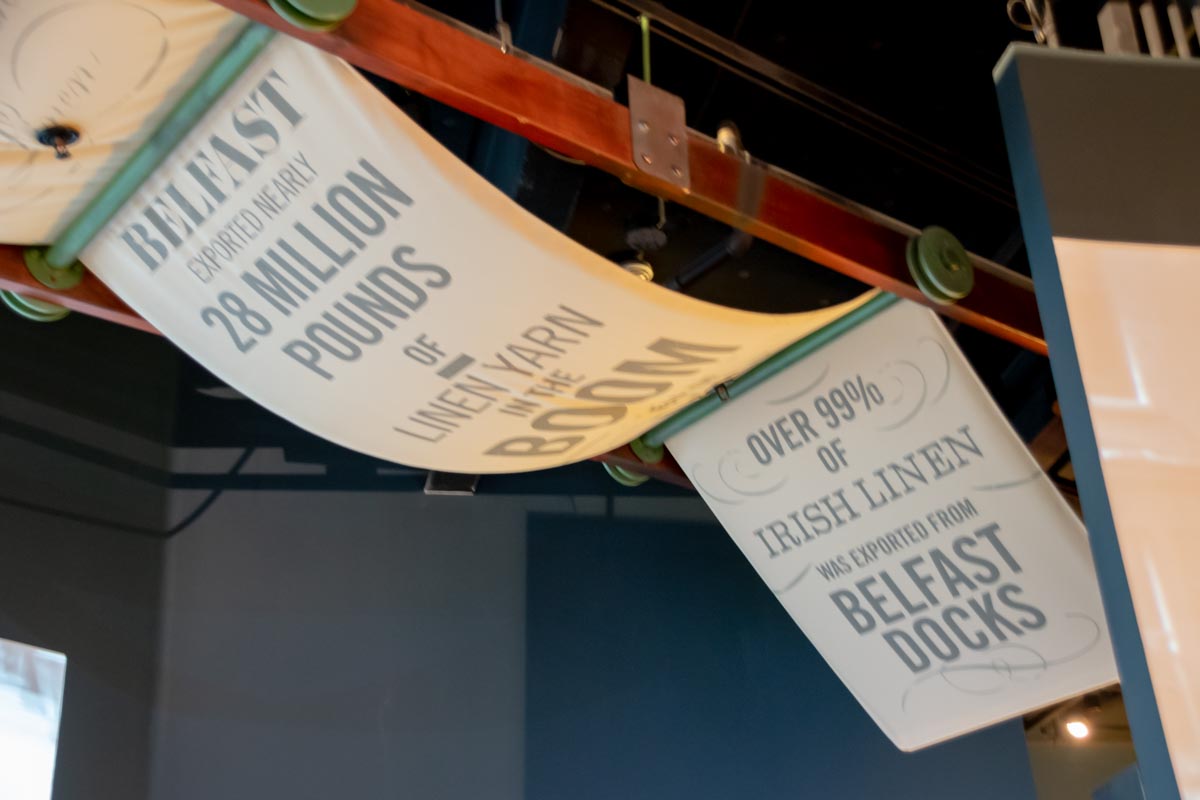 BELFAST
EXPORTED NEARLY
28 MILLION
POUNDS
OF
LINEN YARN
IN THE
BOOM
OVER 99%
OF
IRISH LINEN
WAS EXPORTED FROM
BELFAST
DOCKS